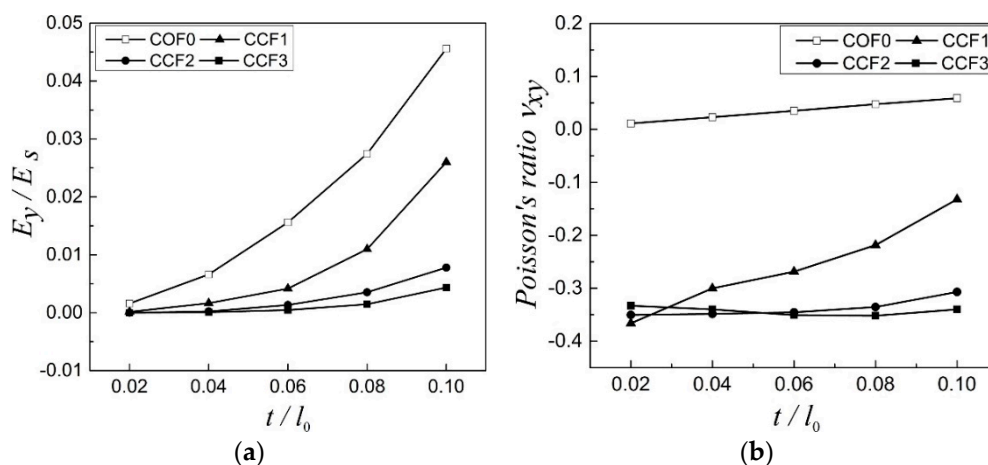 0.05
0.04
0.03
0.02
0.01
0.00
-0.01
E_y / E_s
COF0 CCF1
CCF2 CCF3
0.02 0.04 0.06 0.08 0.10
t / l_0
(a)
0.2
0.1
0.0
-0.1
-0.2
-0.3
-0.4
Poisson's ratio v_xy
COF0 CCF1
CCF2 CCF3
0.02 0.04 0.06 0.08 0.10
t / l_0
(b)